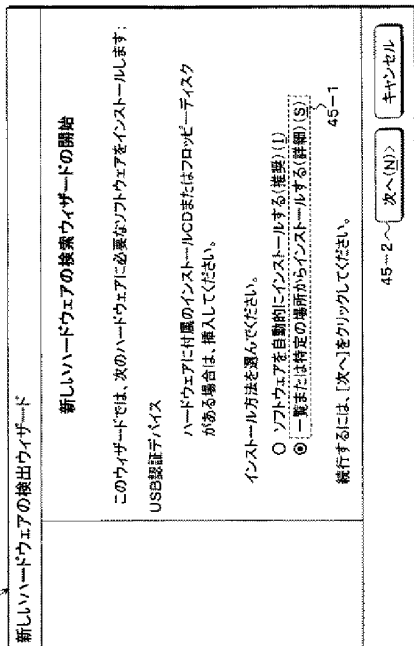 新しいハードウェアの検出ウィザード
新しいハードウェアの検索ウィザードの開始
このウィザードでは、次のハードウェアに必要なソフトウェアをインストールします:
USB認証デバイス
ハードウェアに付属のインストールCDまたはフロッピーディスク
がある場合は、挿入してください。
インストール方法を選んでください。
ソフトウェアを自動的にインストールする(推奨)(I)
一覧または特定の場所からインストールする(詳細)(S)
45-1
続行するには、[次へ]をクリックしてください。
45-2 次へ(N)> キャンセル